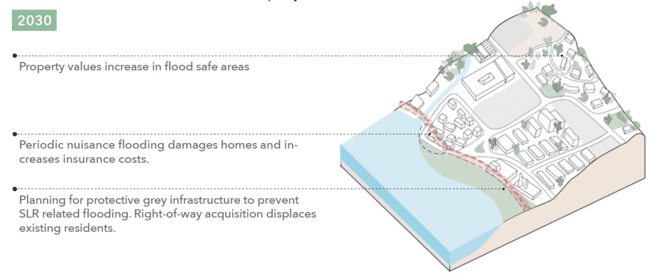 2030
Property values increase in flood safe areas
Periodic nuisance flooding damages homes and in-
creases insurance costs.
Planning for protective grey infrastructure to prevent
SLR related flooding. Right-of-way acquisition displaces
existing residents.